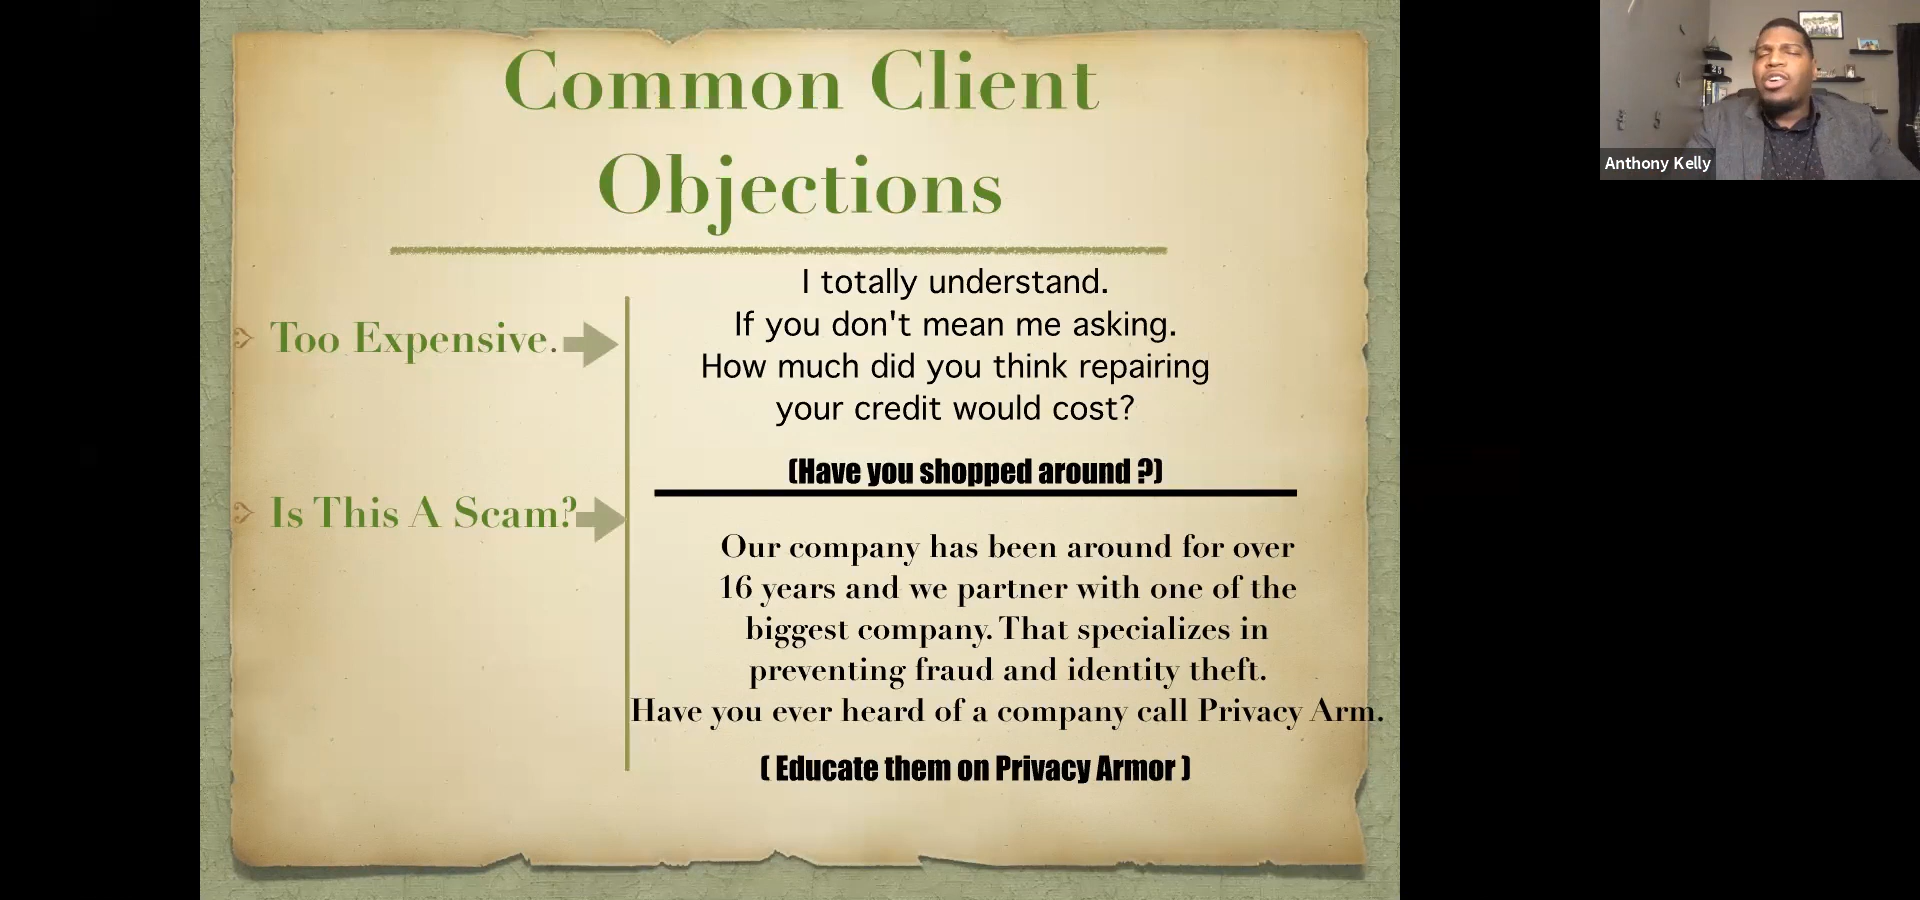 Common Client
Objections
Too Expensive.
I totally understand.
If you don't mean me asking.
How much did you think repairing
your credit would cost?
(Have you shopped around ?)
Is This A Scam?
Our company has been around for over
16 years and we partner with one of the
biggest company. That specializes in
preventing fraud and identity theft.
Have you ever heard of a company call Privacy Arm.
( Educate them on Privacy Armor )
Anthony Kelly